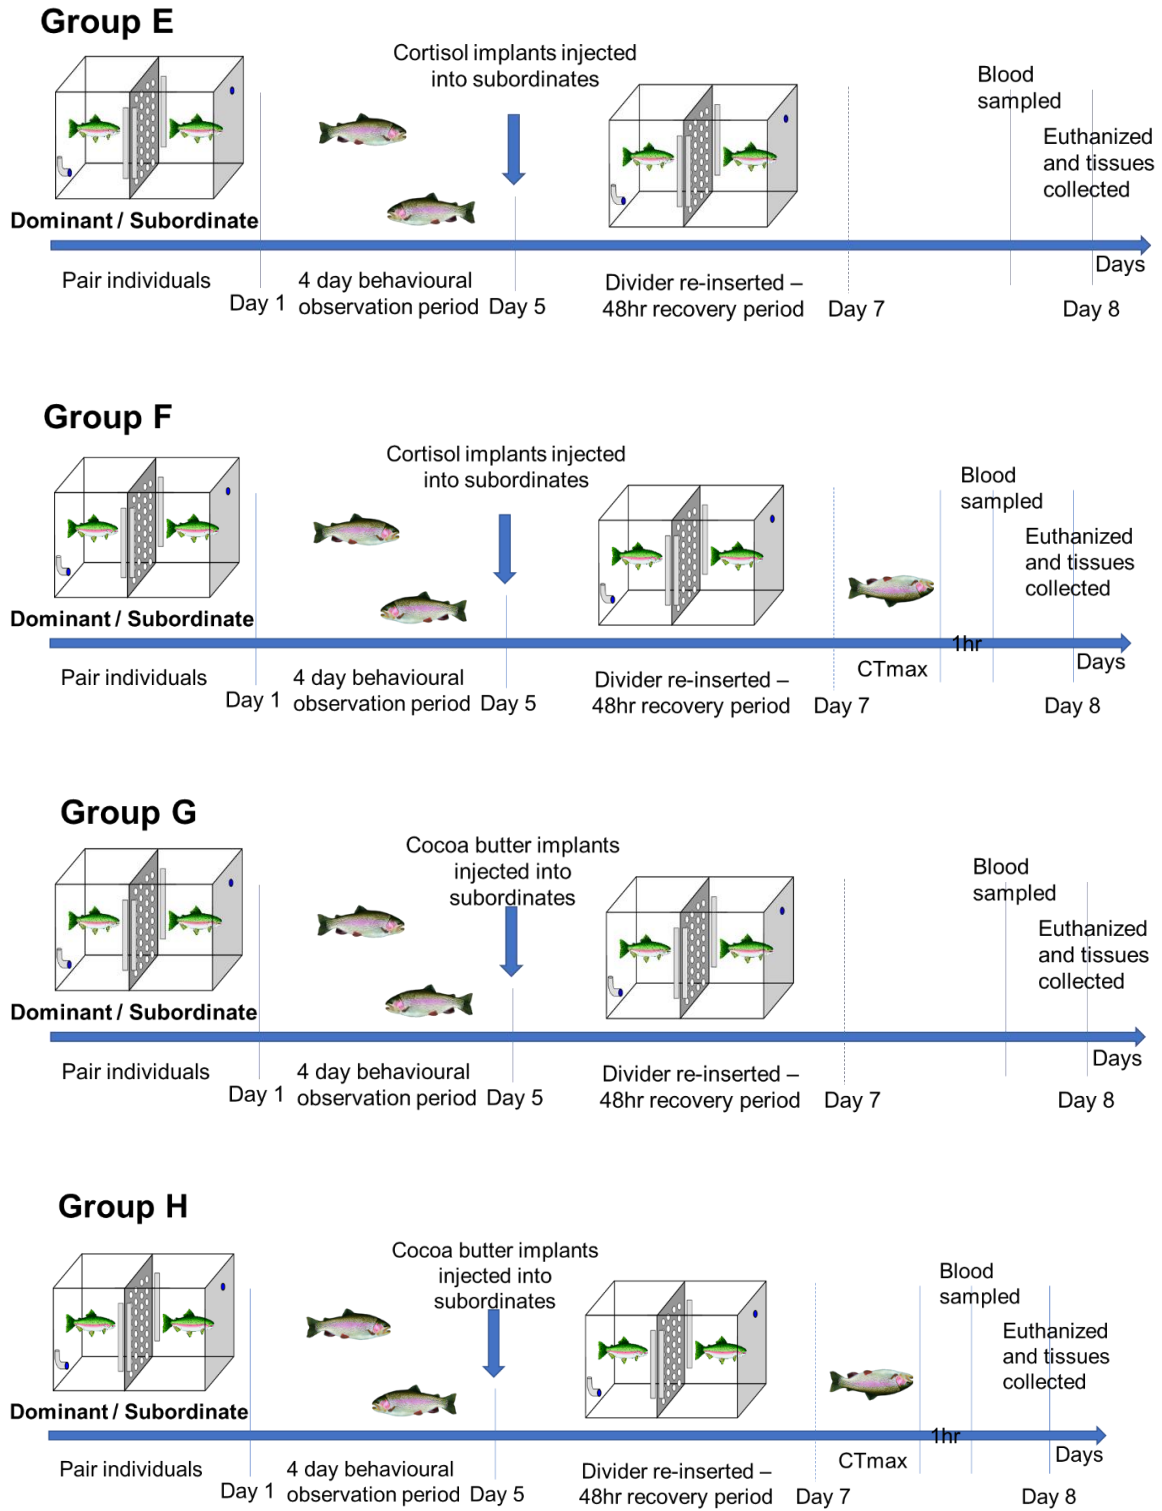 Group E
Cortisol implants injected
into subordinates
Blood
sampled
Euthanized
and tissues
collected
Dominant / Subordinate
Days
Pair individuals
Day 1
4 day behavioural
observation period
Day 5
Divider re-inserted –
48hr recovery period
Day 7
Day 8
Group F
Cortisol implants injected
into subordinates
Blood
sampled
Euthanized
and tissues
collected
Dominant / Subordinate
1hr
Days
Pair individuals
Day 1
4 day behavioural
observation period
Day 5
Divider re-inserted –
48hr recovery period
Day 7
CTmax
Day 8
Group G
Cocoa butter implants
injected into
subordinates
Blood
sampled
Euthanized
and tissues
collected
Dominant / Subordinate
Days
Pair individuals
Day 1
4 day behavioural
observation period
Day 5
Divider re-inserted –
48hr recovery period
Day 7
Day 8
Group H
Cocoa butter implants
injected into
subordinates
Blood
sampled
Euthanized
and tissues
collected
Dominant / Subordinate
1hr
Days
Pair individuals
Day 1
4 day behavioural
observation period
Day 5
Divider re-inserted –
48hr recovery period
Day 7
CTmax
Day 8